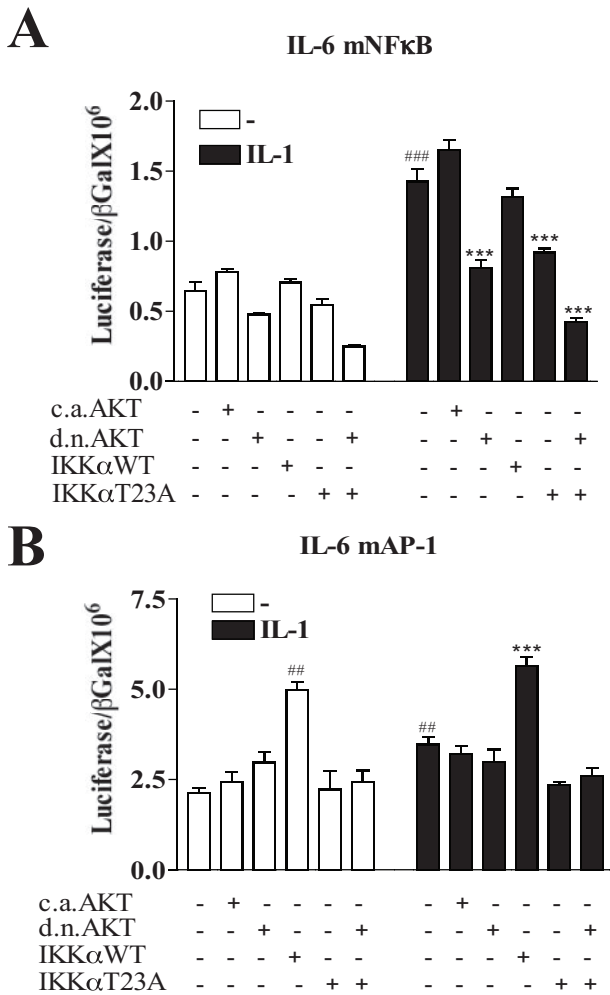 A
IL-6 mNFκB
Luciferase/βGalX10⁶
2.0
1.5
1.0
0.5
0.0
-
IL-1
###
***
***
***
c.a.AKT - + - - - - - + - - - -
d.n.AKT - - + - - + - - + - - +
IKKαWT - - - + - - - - - + - -
IKKαT23A - - - - + + - - - - + +
B
IL-6 mAP-1
Luciferase/βGalX10⁶
7.5
5.0
2.5
0.0
-
IL-1
##
##
***
c.a.AKT - + - - - - - + - - - -
d.n.AKT - - + - - + - - + - - +
IKKαWT - - - + - - - - - + - -
IKKαT23A - - - - + + - - - - + +